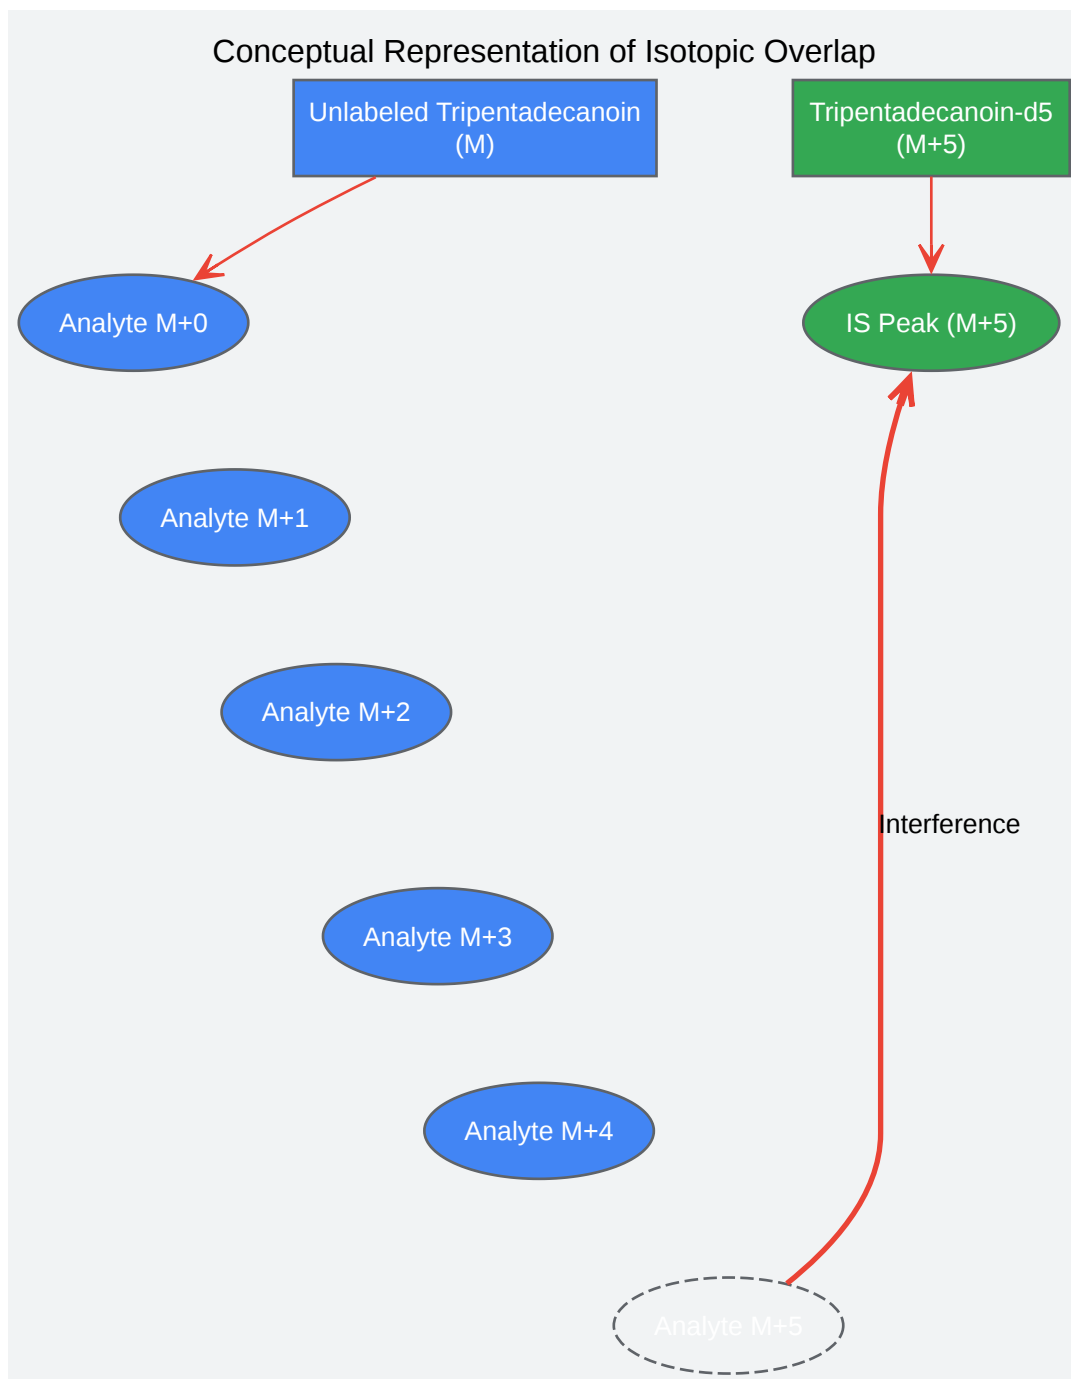 Conceptual Representation of Isotopic Overlap
Unlabeled Tripentadecanoin
(M)
Tripentadecanoin-d5
(M+5)
Analyte M+0
IS Peak (M+5)
Analyte M+1
Analyte M+2
Interference
Analyte M+3
Analyte M+4
Analyte M+5